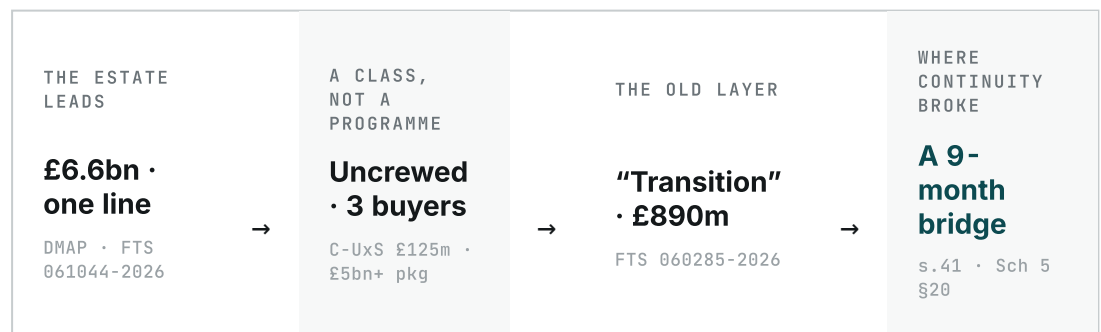 THE ESTATE
LEADS
£6.6bn ·
one line
DMAP · FTS
061044-2026
→
A CLASS,
NOT A
PROGRAMME
Uncrewed
· 3 buyers
C-UxS £125m ·
£5bn+ pkg
→
THE OLD LAYER
“Transition”
· £890m
FTS 060285-2026
→
WHERE
CONTINUITY
BROKE
A 9-
month
bridge
s.41 · Sch 5
§20